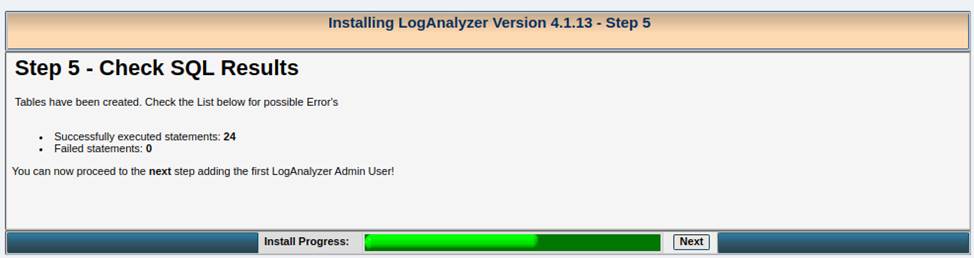 Installing LogAnalyzer Version 4.1.13 - Step 5
Step 5 - Check SQL Results
Tables have been created. Check the List below for possible Error's
• Successfully executed statements: 24
• Failed statements: 0
You can now proceed to the next step adding the first LogAnalyzer Admin User!
Install Progress: Next